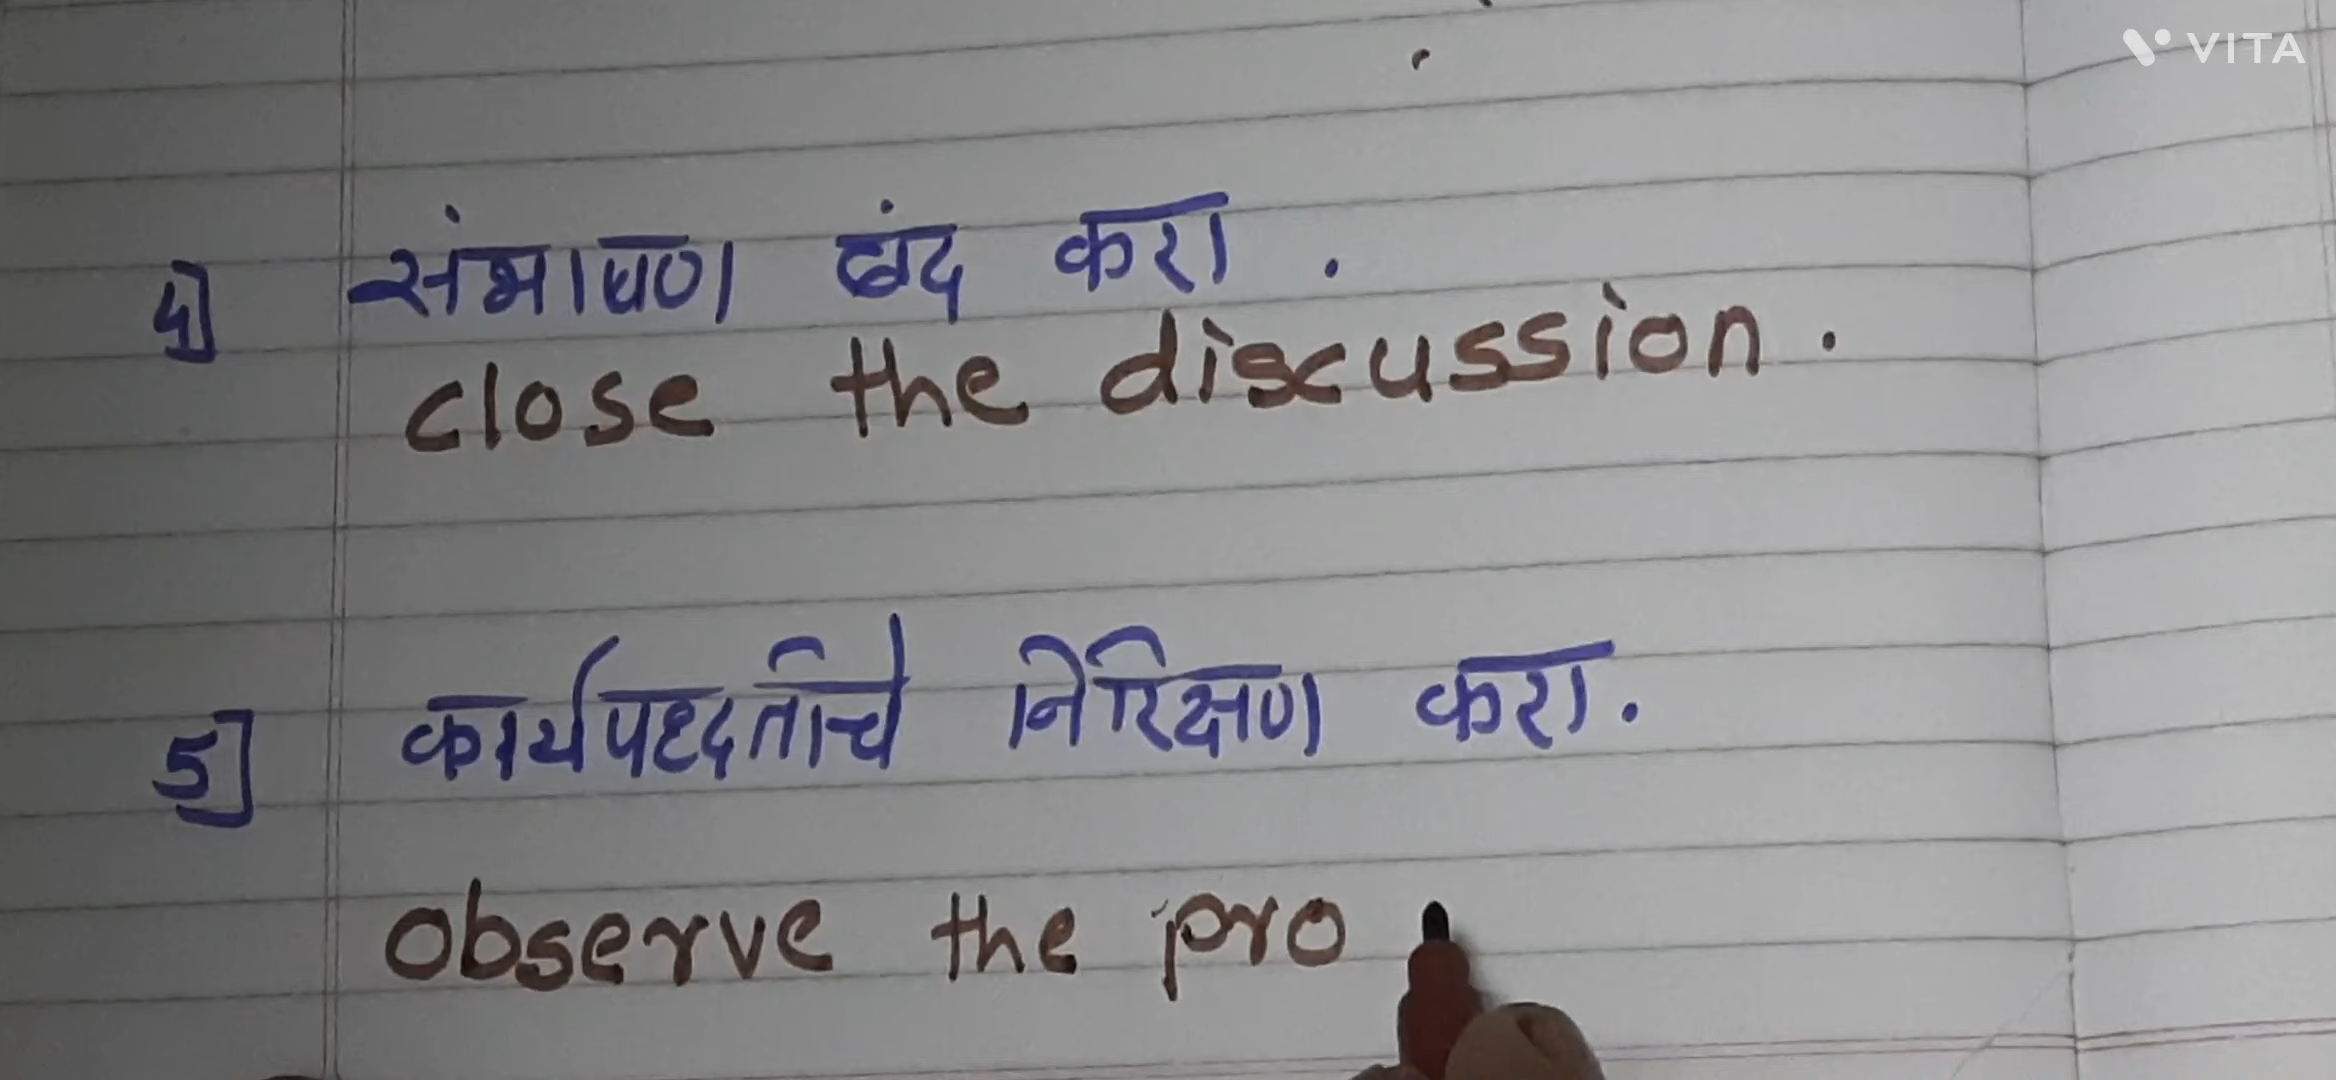 VITA
4] संभाषण बंद करा .
close the discussion .
5] कार्यपद्धतीचे निरिक्षण करा .
observe the pro